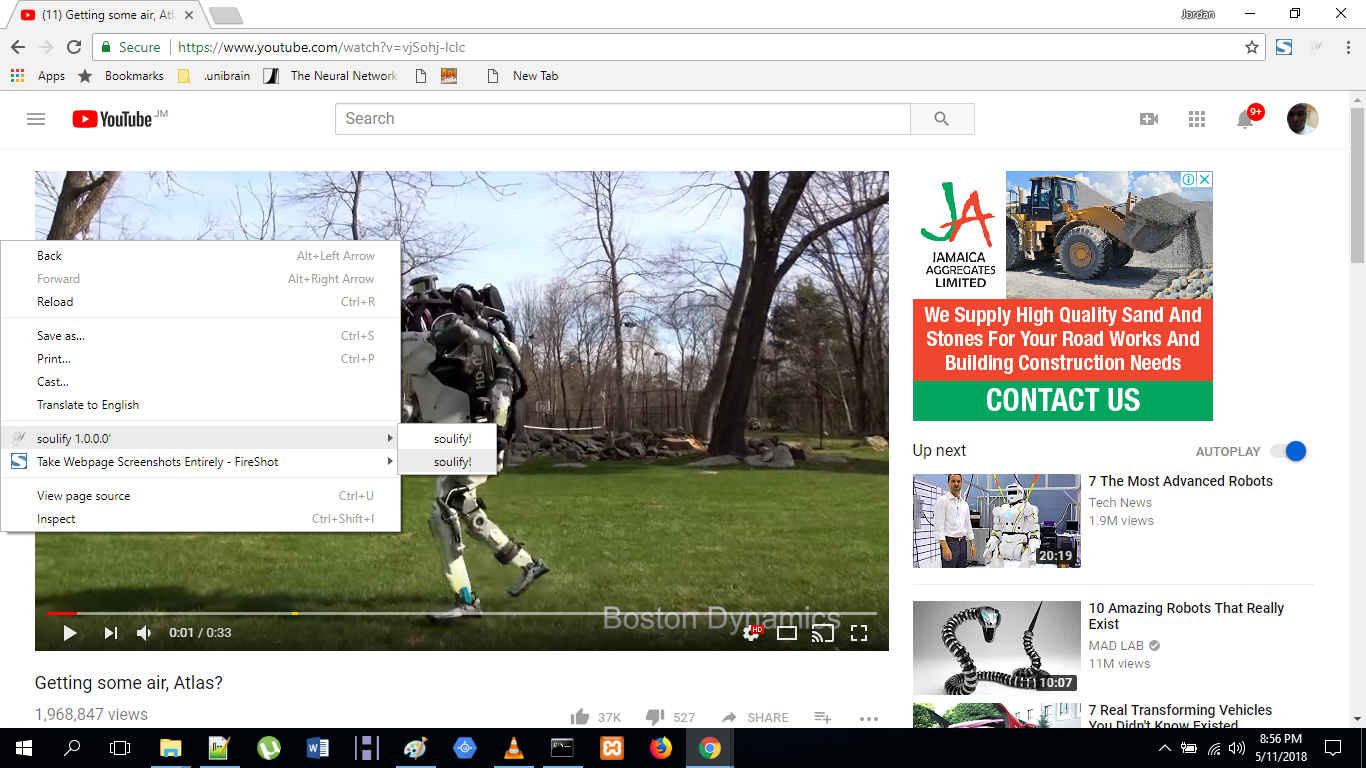 (11) Getting some air, Atl
Jordan
Secure
https://www.youtube.com/watch?v=vjSohj-Iclc
Apps
Bookmarks
.unibrain
The Neural Network
New Tab
YouTube JM
Search
9+
Back Alt+Left Arrow
Forward Alt+Right Arrow
Reload Ctrl+R
Save as... Ctrl+S
Print... Ctrl+P
Cast...
Translate to English
soulify 1.0.0.0'
soulify!
Take Webpage Screenshots Entirely - FireShot
soulify!
View page source Ctrl+U
Inspect Ctrl+Shift+I
Boston Dynamics
0:01 / 0:33
HD
Getting some air, Atlas?
1,968,847 views
37K
527
SHARE
JA
JAMAICA
AGGREGATES
LIMITED
We Supply High Quality Sand And
Stones For Your Road Works And
Building Construction Needs
CONTACT US
Up next
AUTOPLAY
7 The Most Advanced Robots
Tech News
1.9M views
20:19
10 Amazing Robots That Really
Exist
MAD LAB
11M views
10:07
7 Real Transforming Vehicles
You Didn't Know Existed
8:56 PM
5/11/2018